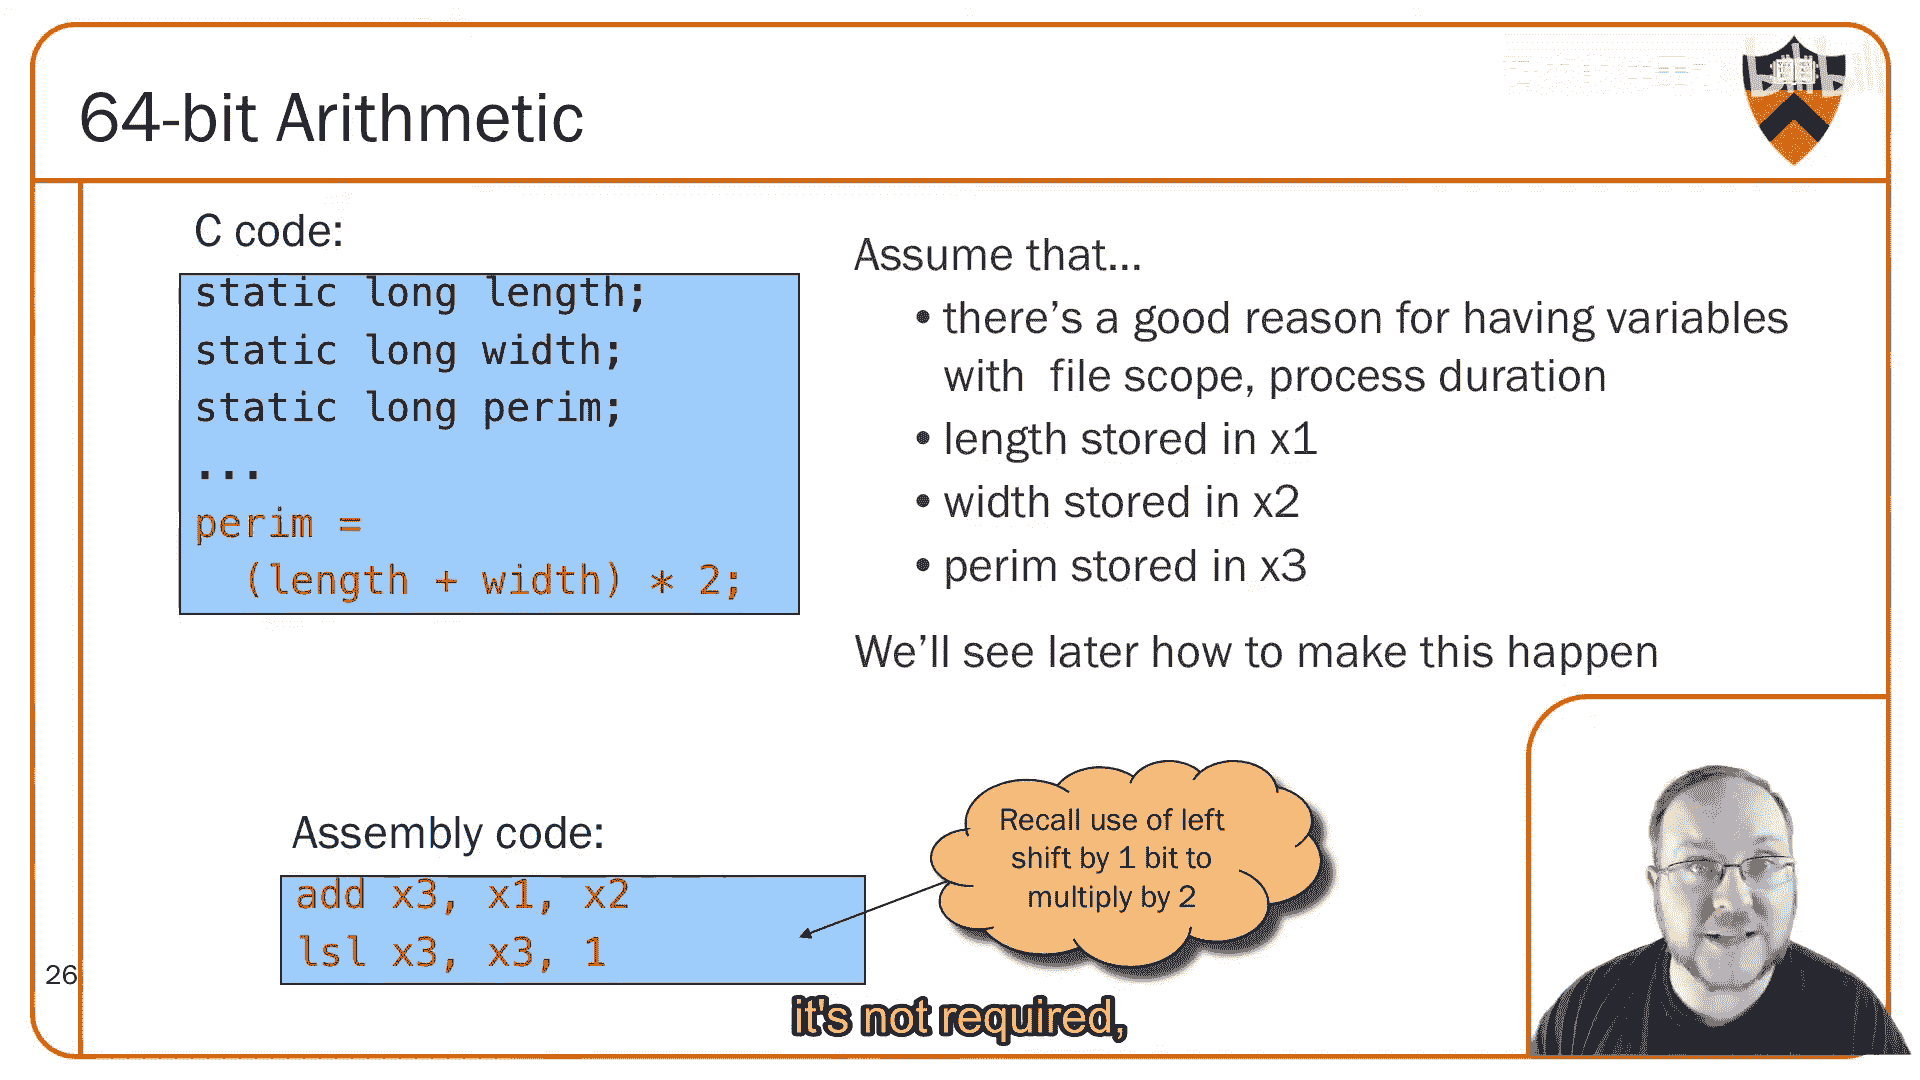 64-bit Arithmetic
C code:
static long length;
static long width;
static long perim;
...
perim =
(length + width) * 2;
Assume that...
• there's a good reason for having variables
with file scope, process duration
• length stored in x1
• width stored in x2
• perim stored in x3
We'll see later how to make this happen
Assembly code:
add x3, x1, x2
lsl x3, x3, 1
Recall use of left
shift by 1 bit to
multiply by 2
26
it's not required,